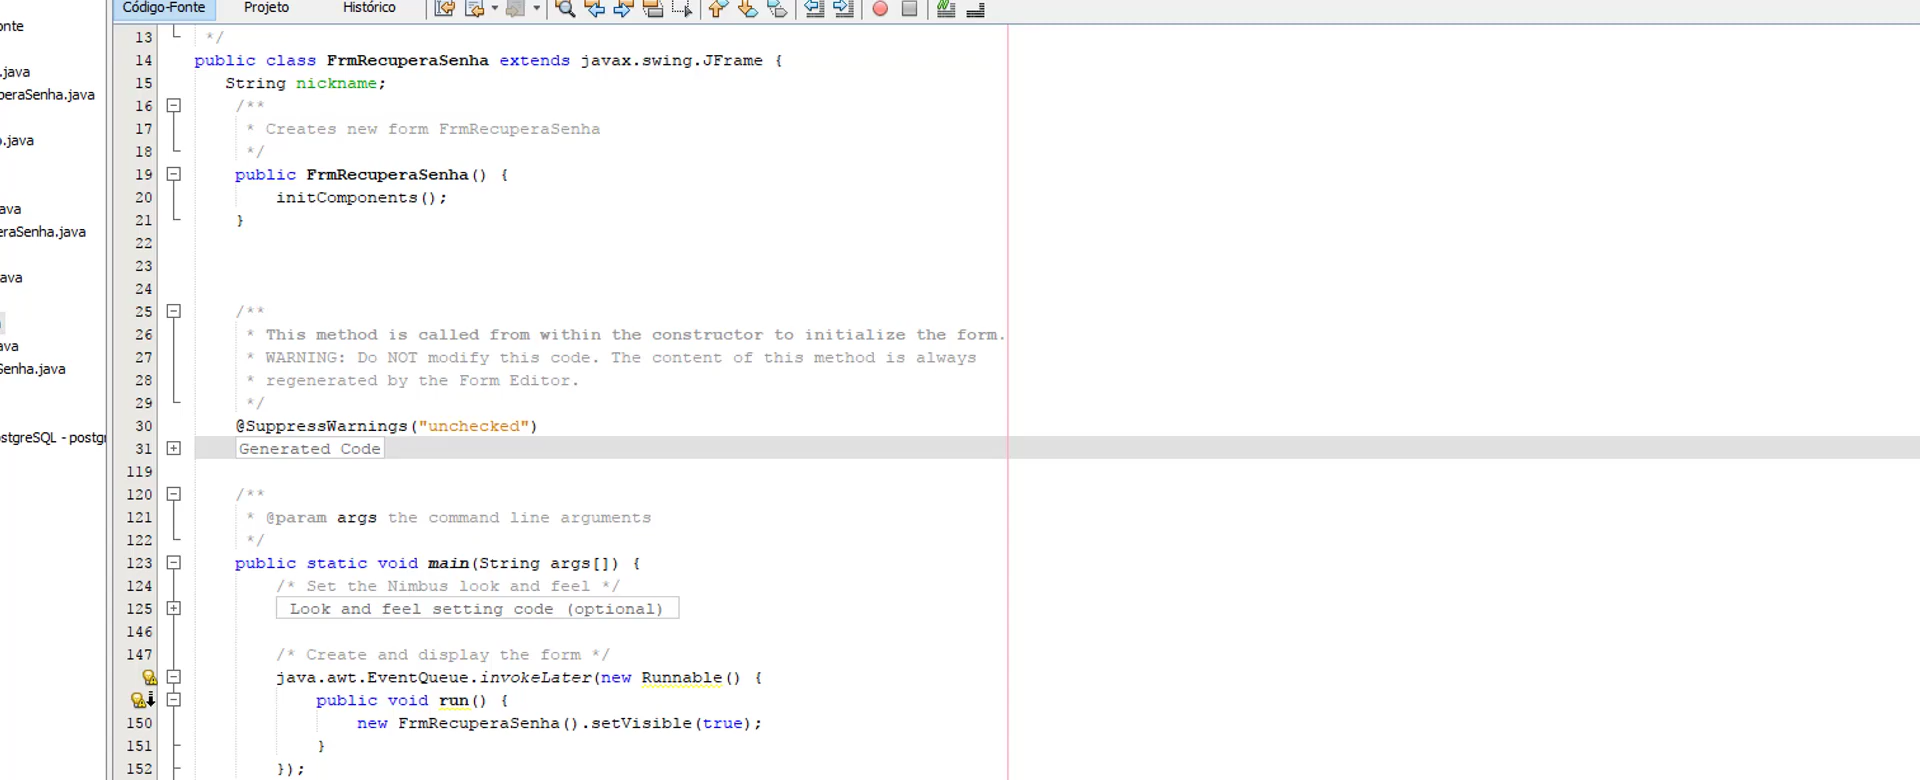 Código-Fonte Projeto Histórico
onte
.java
peraSenha.java
o.java
ava
eraSenha.java
ava
ava
Senha.java
ostgreSQL - postgr
13 */
14 public class FrmRecuperaSenha extends javax.swing.JFrame {
15 String nickname;
16 /**
17 * Creates new form FrmRecuperaSenha
18 */
19 public FrmRecuperaSenha() {
20 initComponents();
21 }
22
23
24
25 /**
26 * This method is called from within the constructor to initialize the form.
27 * WARNING: Do NOT modify this code. The content of this method is always
28 * regenerated by the Form Editor.
29 */
30 @SuppressWarnings("unchecked")
31 Generated Code
119
120 /**
121 * @param args the command line arguments
122 */
123 public static void main(String args[]) {
124 /* Set the Nimbus look and feel */
125 Look and feel setting code (optional)
146
147 /* Create and display the form */
java.awt.EventQueue.invokeLater(new Runnable() {
public void run() {
150 new FrmRecuperaSenha().setVisible(true);
151 }
152 });